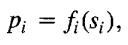 pᵢ = fᵢ(sᵢ),